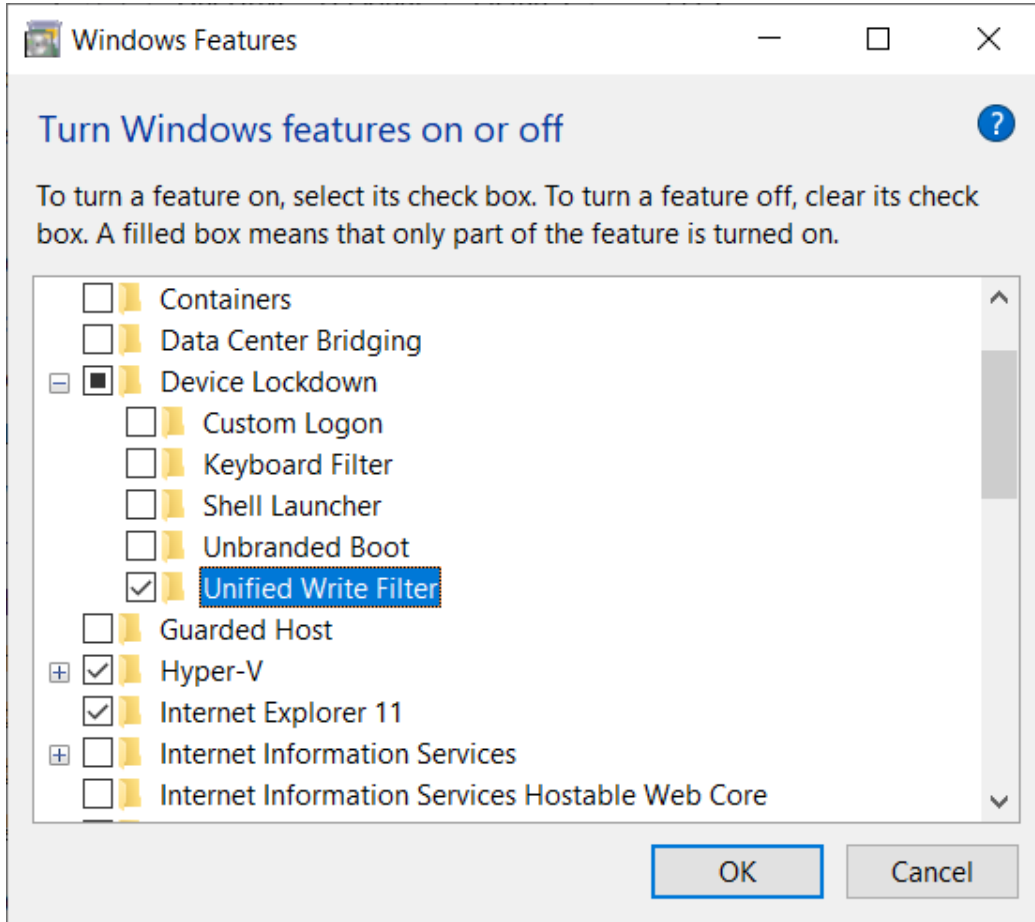 Windows Features
Turn Windows features on or off
?
To turn a feature on, select its check box. To turn a feature off, clear its check
box. A filled box means that only part of the feature is turned on.
Containers
Data Center Bridging
Device Lockdown
Custom Logon
Keyboard Filter
Shell Launcher
Unbranded Boot
Unified Write Filter
Guarded Host
Hyper-V
Internet Explorer 11
Internet Information Services
Internet Information Services Hostable Web Core
OK
Cancel